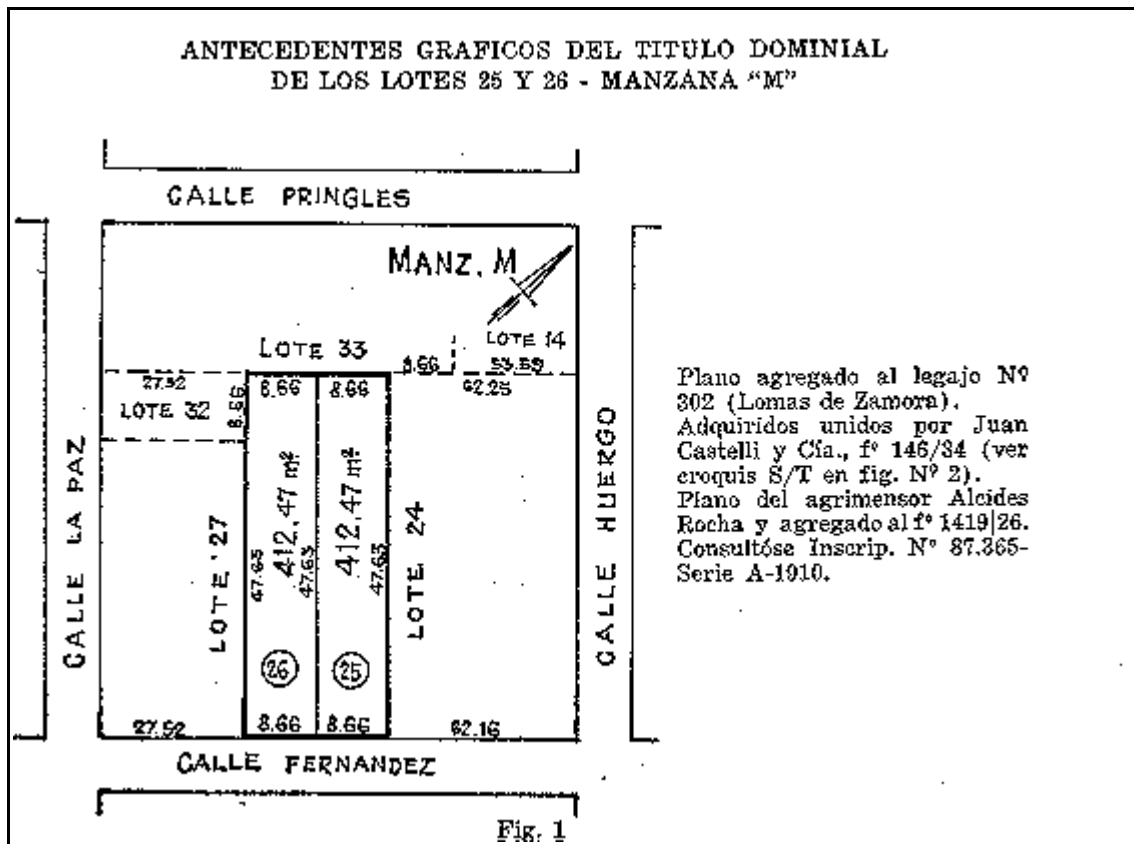 ANTECEDENTES GRAFICOS DEL TITULO DOMINIAL
DE LOS LOTES 25 Y 26 - MANZANA "M"
CALLE PRINGLES
MANZ. M
LOTE 14
LOTE 33
8.66 53.59
27.52 8.66 8.66 62.25
LOTE 32
8.66
CALLE LA PAZ
LOTE 27
47.63
412.47 m²
47.63
412.47 m²
47.63
LOTE 24
CALLE HUERGO
26 25
27.52 8.66 8.66 62.16
CALLE FERNANDEZ
Fig. 1
Plano agregado al legajo Nº
302 (Lomas de Zamora).
Adquiridos unidos por Juan
Castelli y Cía., fº 146/34 (ver
croquis S/T en fig. Nº 2).
Plano del agrimensor Alcides
Rocha y agregado al fº 1419|26.
Consultóse Inscrip. Nº 87.365-
Serie A-1910.